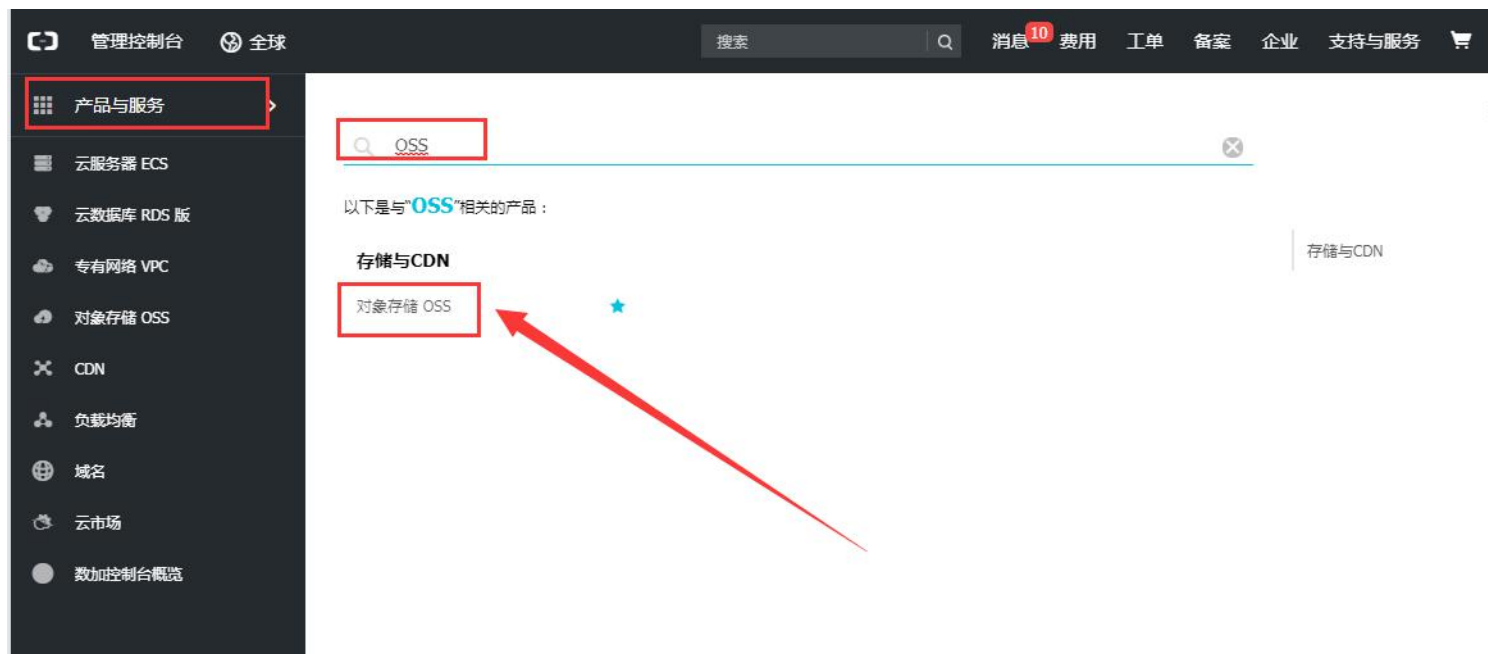 管理控制台 全球 搜索 消息 10 费用 工单 备案 企业 支持与服务
产品与服务
云服务器 ECS
云数据库 RDS 版
专有网络 VPC
对象存储 OSS
CDN
负载均衡
域名
云市场
数加控制台概览
OSS
以下是与"OSS"相关的产品：
存储与CDN
对象存储 OSS
存储与CDN